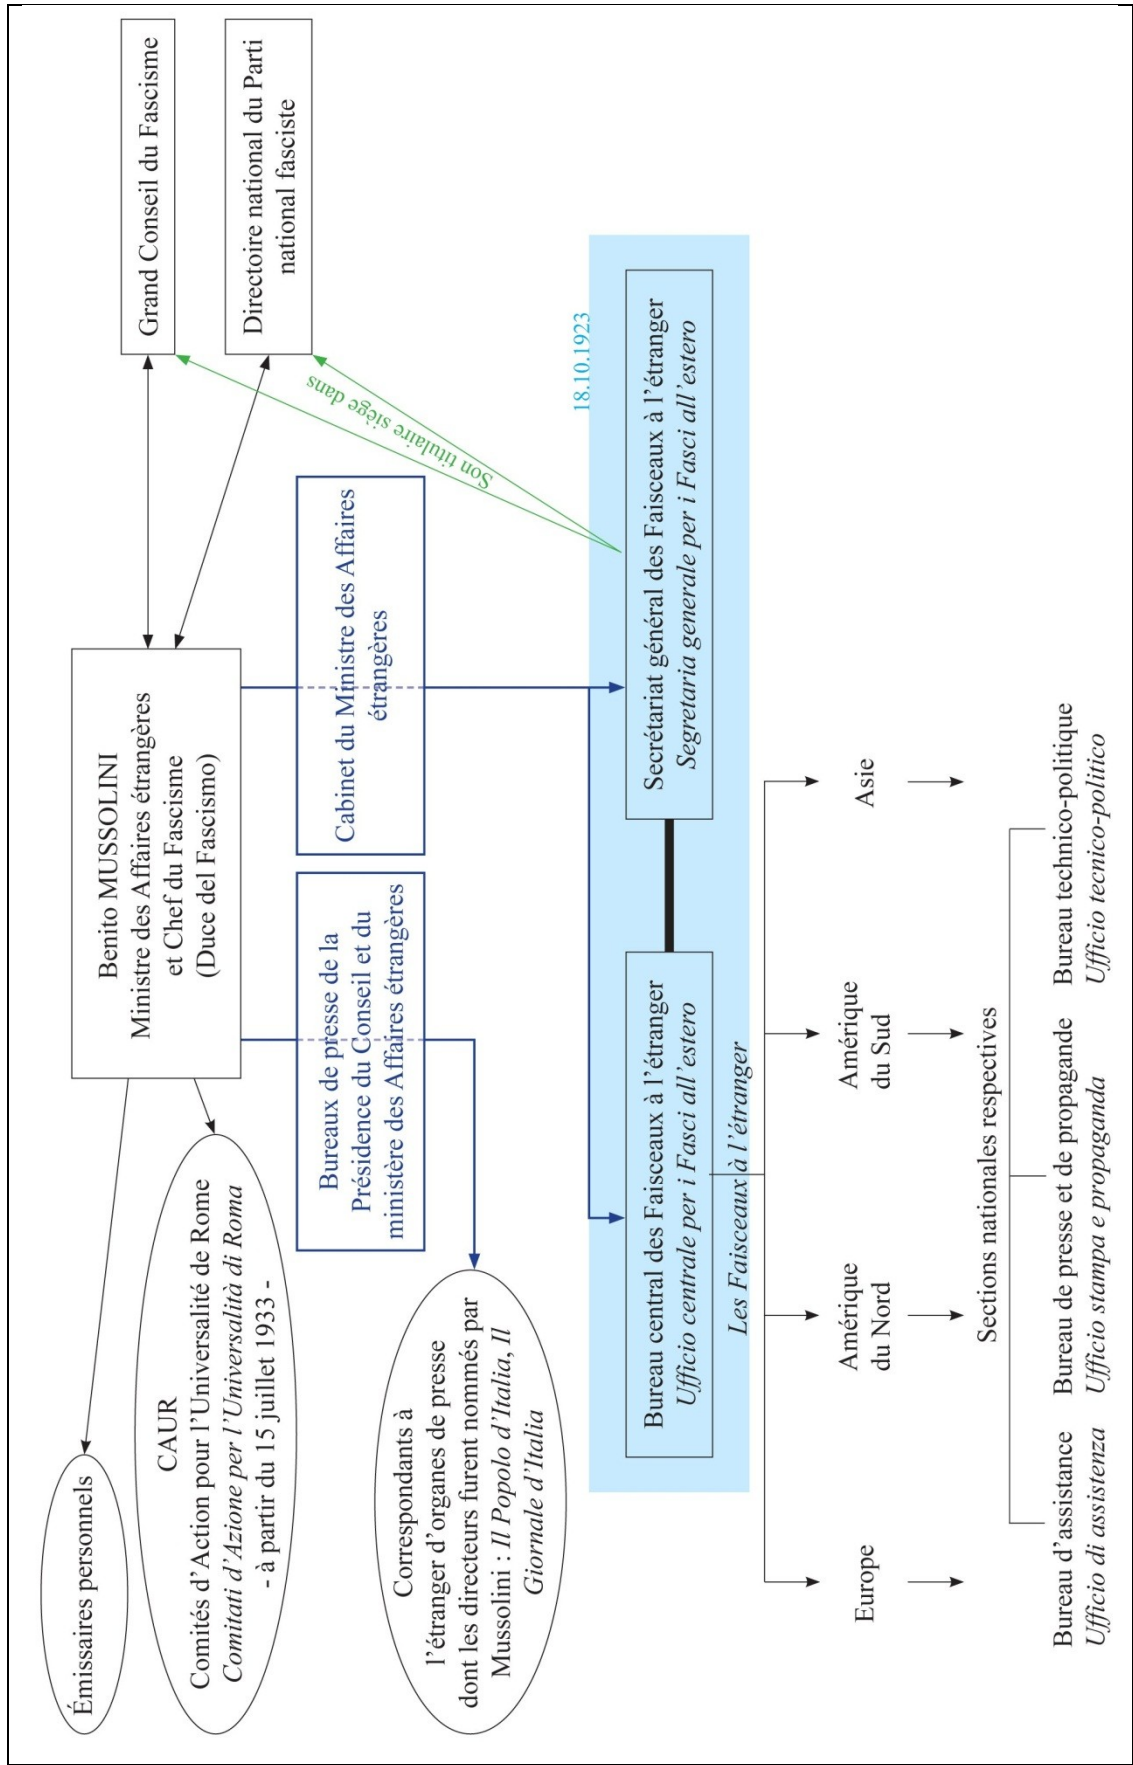 Grand Conseil du Fascisme
Directoire national du Parti
national fasciste
Benito MUSSOLINI
Ministre des Affaires étrangères
et Chef du Fascisme
(Duce del Fascismo)
Émissaires personnels
CAUR
Comités d'Action pour l'Universalité de Rome
Comitati d'Azione per l'Universalità di Roma
- à partir du 15 juillet 1933 -
Bureaux de presse de la
Présidence du Conseil et du
ministère des Affaires étrangères
Cabinet du Ministre des Affaires
étrangères
Son titulaire siège dans
Correspondants à
l'étranger d'organes de presse
dont les directeurs furent nommés par
Mussolini : Il Popolo d'Italia, Il
Giornale d'Italia
18.10.1923
Bureau central des Faisceaux à l'étranger
Ufficio centrale per i Fasci all'estero
Secrétariat général des Faisceaux à l'étranger
Segretaria generale per i Fasci all'estero
Les Faisceaux à l'étranger
Europe
Amérique
du Nord
Amérique
du Sud
Asie
Sections nationales respectives
Bureau d'assistance
Ufficio di assistenza
Bureau de presse et de propagande
Ufficio stampa e propaganda
Bureau technico-politique
Ufficio tecnico-politico